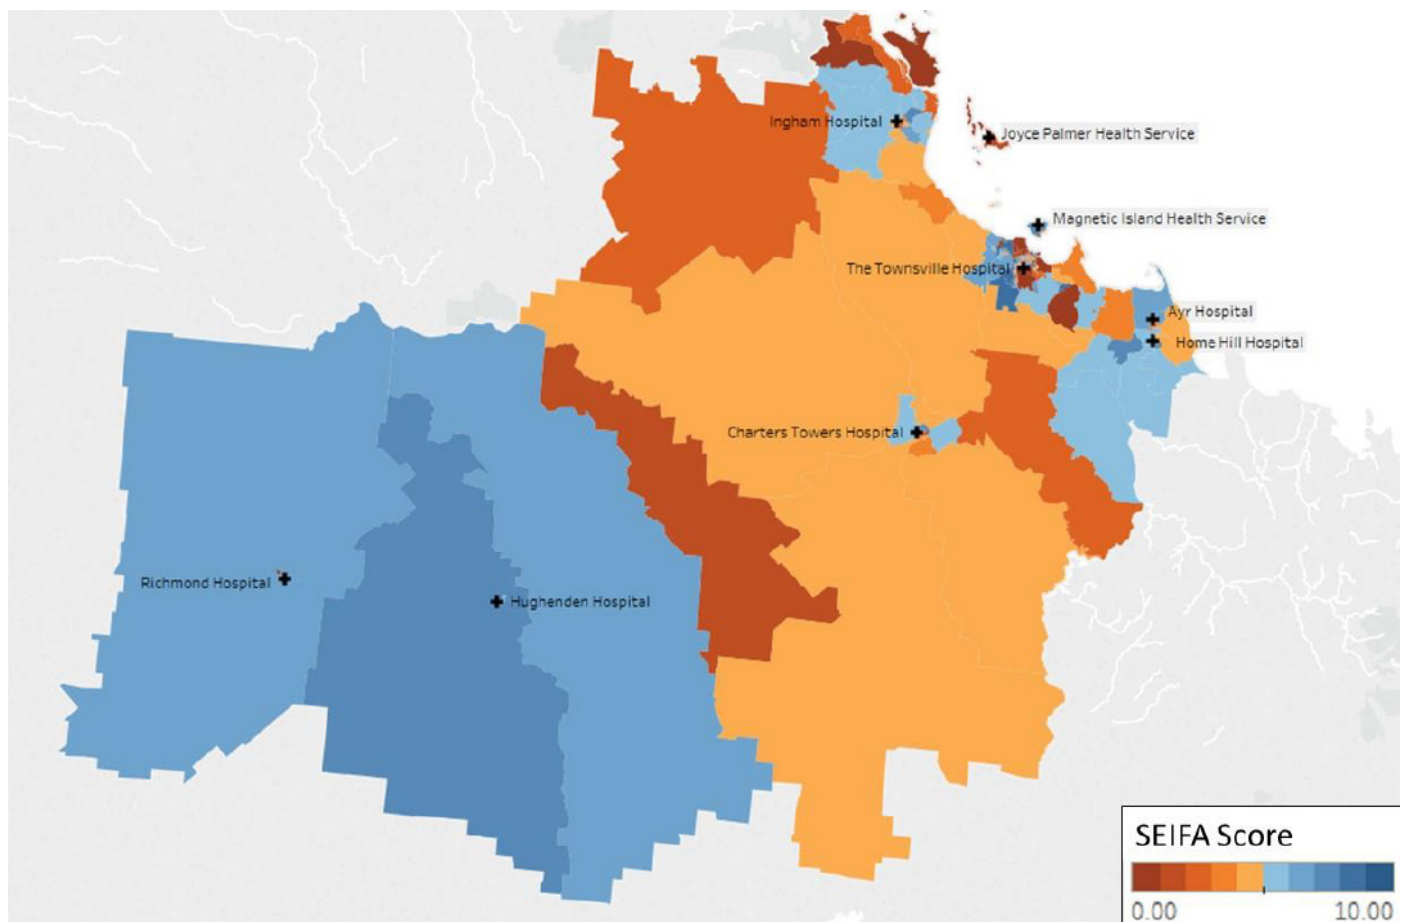 Ingham Hospital
Joyce Palmer Health Service
Magnetic Island Health Service
The Townsville Hospital
Ayr Hospital
Home Hill Hospital
Charters Towers Hospital
Richmond Hospital
Hughenden Hospital
SEIFA Score
0.00 10.00